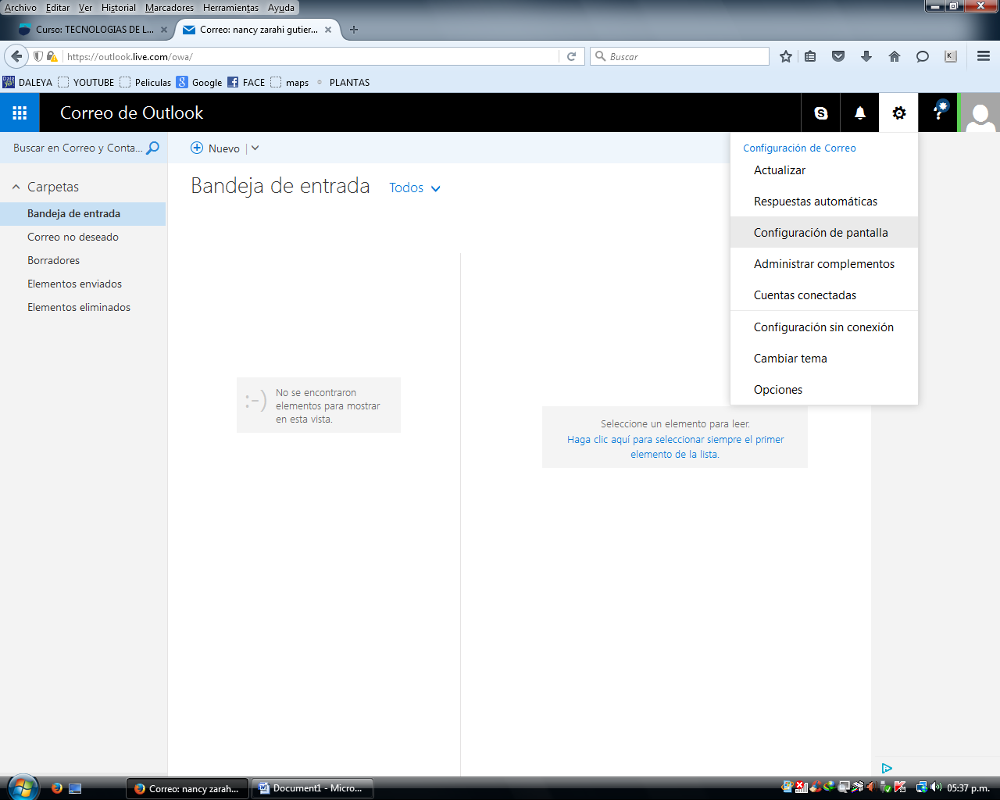 Archivo Editar Ver Historial Marcadores Herramientas Ayuda
Curso: TECNOLOGIAS DE L...
Correo: nancy zarahi gutier...
https://outlook.live.com/owa/
Buscar
DALEYA YOUTUBE Peliculas Google FACE maps PLANTAS
Correo de Outlook
Buscar en Correo y Conta...
Nuevo
Carpetas
Bandeja de entrada
Correo no deseado
Borradores
Elementos enviados
Elementos eliminados
Bandeja de entrada Todos
:-)
No se encontraron
elementos para mostrar
en esta vista.
Seleccione un elemento para leer.
Haga clic aquí para seleccionar siempre el primer
elemento de la lista.
Configuración de Correo
Actualizar
Respuestas automáticas
Configuración de pantalla
Administrar complementos
Cuentas conectadas
Configuración sin conexión
Cambiar tema
Opciones
Correo: nancy zarah...
Document1 - Micro...
05:37 p.m.